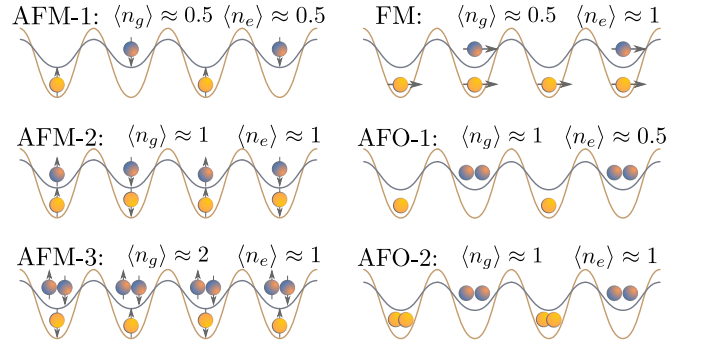 AFM-1: ⟨n_g⟩ ≈ 0.5 ⟨n_e⟩ ≈ 0.5
FM: ⟨n_g⟩ ≈ 0.5 ⟨n_e⟩ ≈ 1
AFM-2: ⟨n_g⟩ ≈ 1 ⟨n_e⟩ ≈ 1
AFO-1: ⟨n_g⟩ ≈ 1 ⟨n_e⟩ ≈ 0.5
AFM-3: ⟨n_g⟩ ≈ 2 ⟨n_e⟩ ≈ 1
AFO-2: ⟨n_g⟩ ≈ 1 ⟨n_e⟩ ≈ 1